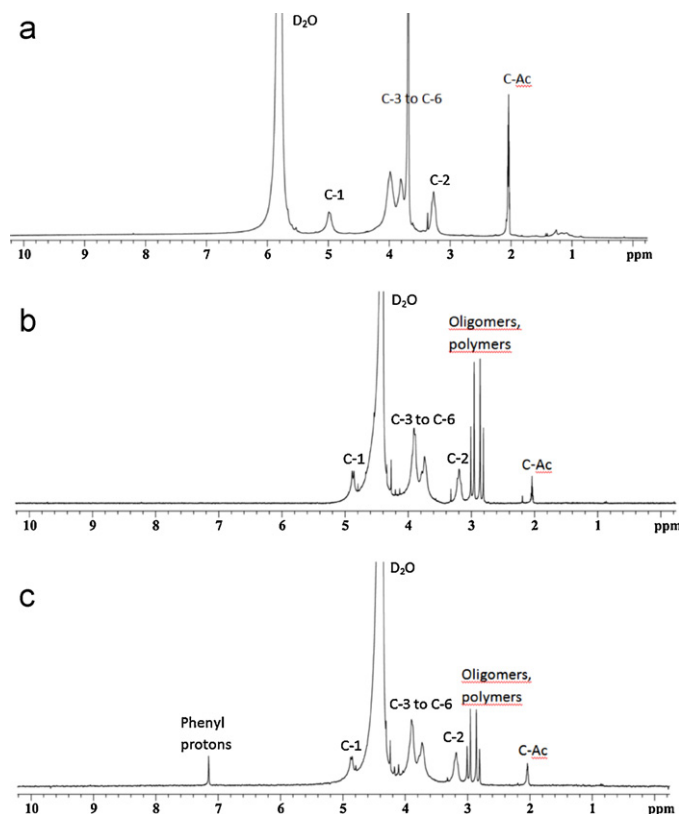 a
D₂O
C-3 to C-6
C-Ac
C-1
C-2
10 9 8 7 6 5 4 3 2 1 ppm
b
D₂O
Oligomers,
polymers
C-3 to C-6
C-1
C-2
C-Ac
10 9 8 7 6 5 4 3 2 1 ppm
c
D₂O
Oligomers,
polymers
C-3 to C-6
Phenyl
protons
C-1
C-2
C-Ac
10 9 8 7 6 5 4 3 2 1 ppm